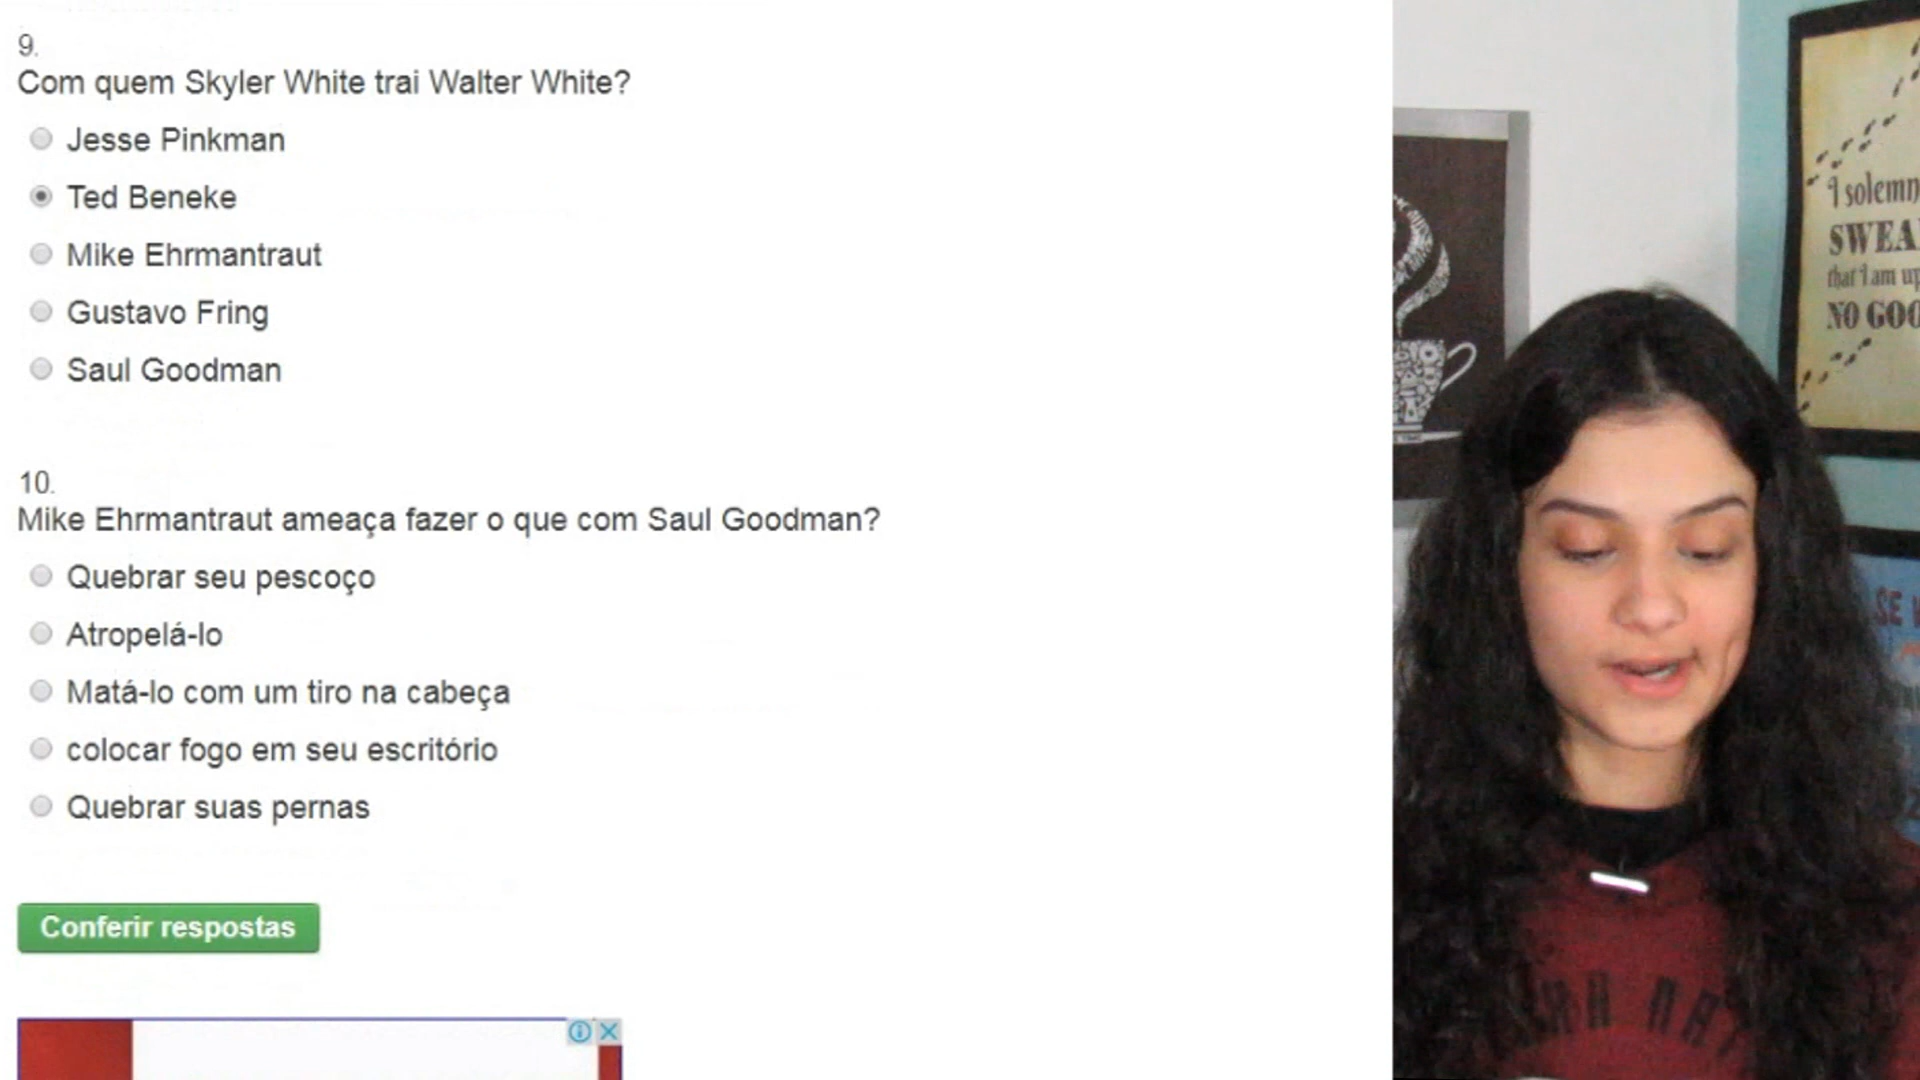 9.
Com quem Skyler White trai Walter White?
Jesse Pinkman
Ted Beneke
Mike Ehrmantraut
Gustavo Fring
Saul Goodman
10.
Mike Ehrmantraut ameaça fazer o que com Saul Goodman?
Quebrar seu pescoço
Atropelá-lo
Matá-lo com um tiro na cabeça
colocar fogo em seu escritório
Quebrar suas pernas
Conferir respostas
I solemn
SWEA
that I am up
NO GOO
SE